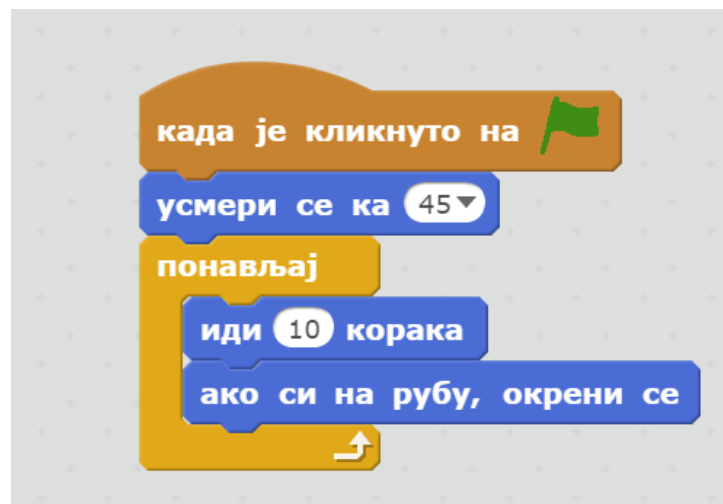 када је кликнуто на
усмери се ка 45
понављај
иди 10 корака
ако си на рубу, окрени се